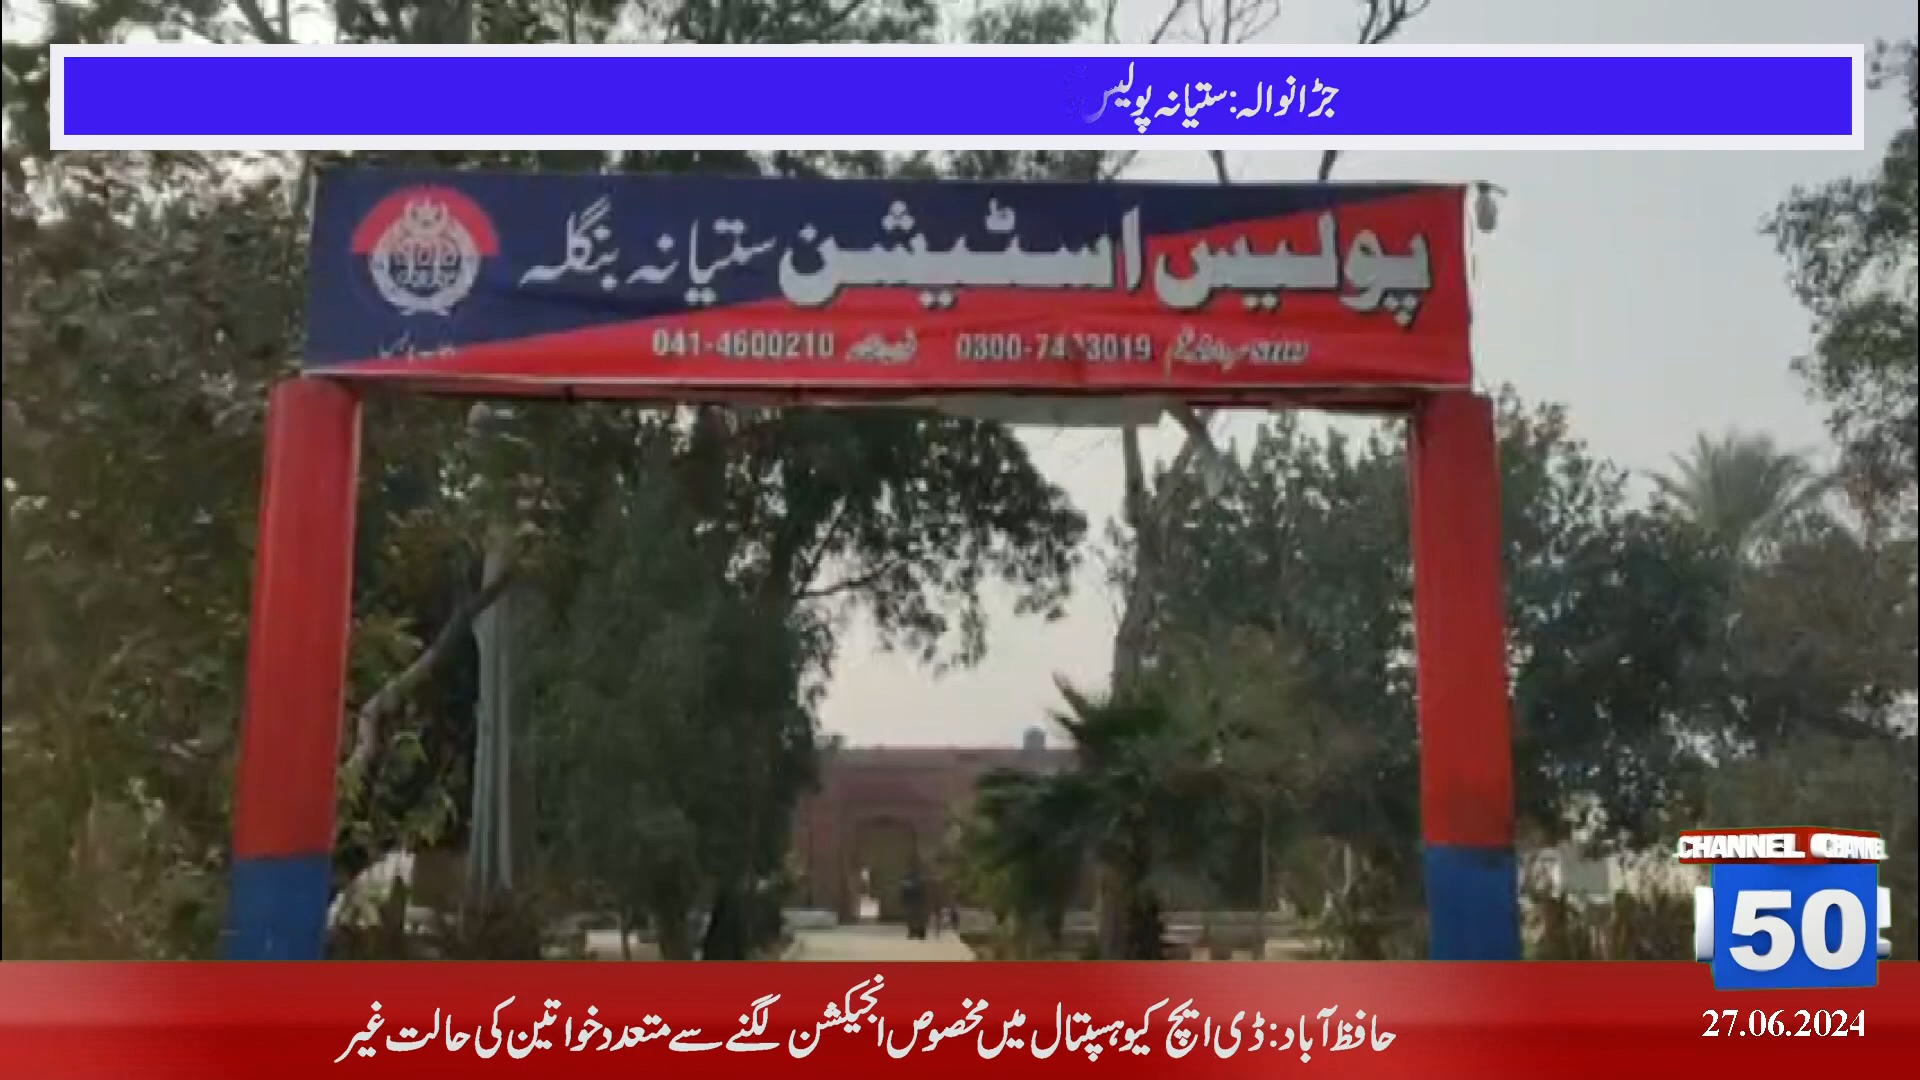 جڑانوالہ: ستیانہ پولیس
پولیس اسٹیشن ستیانہ بنگلہ
041-4600210
CHANNEL CHANNEL
50
حافظ آباد: ڈی ایچ کیو ہسپتال میں مخصوص انجیکشن لگنے سے متعدد خواتین کی حالت غیر
27.06.2024